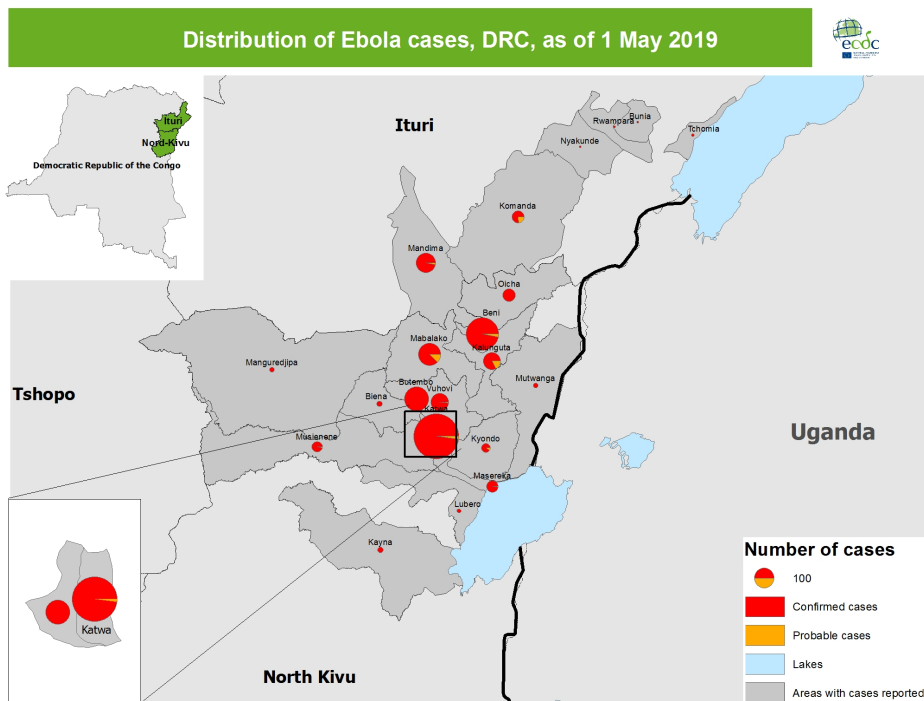 Distribution of Ebola cases, DRC, as of 1 May 2019
ecdc
Ituri
Nord-Kivu
Democratic Republic of the Congo
Ituri
Rwampara
Bunia
Tchomia
Nyakunde
Komanda
Mandima
Oicha
Beni
Mabalako
Kalunguta
Manguredjipa
Mutwanga
Tshopo
Butembo
Vuhovi
Biena
Katwa
Uganda
Musienene
Kyondo
Masereka
Lubero
Kayna
Katwa
North Kivu
Number of cases
100
Confirmed cases
Probable cases
Lakes
Areas with cases reported